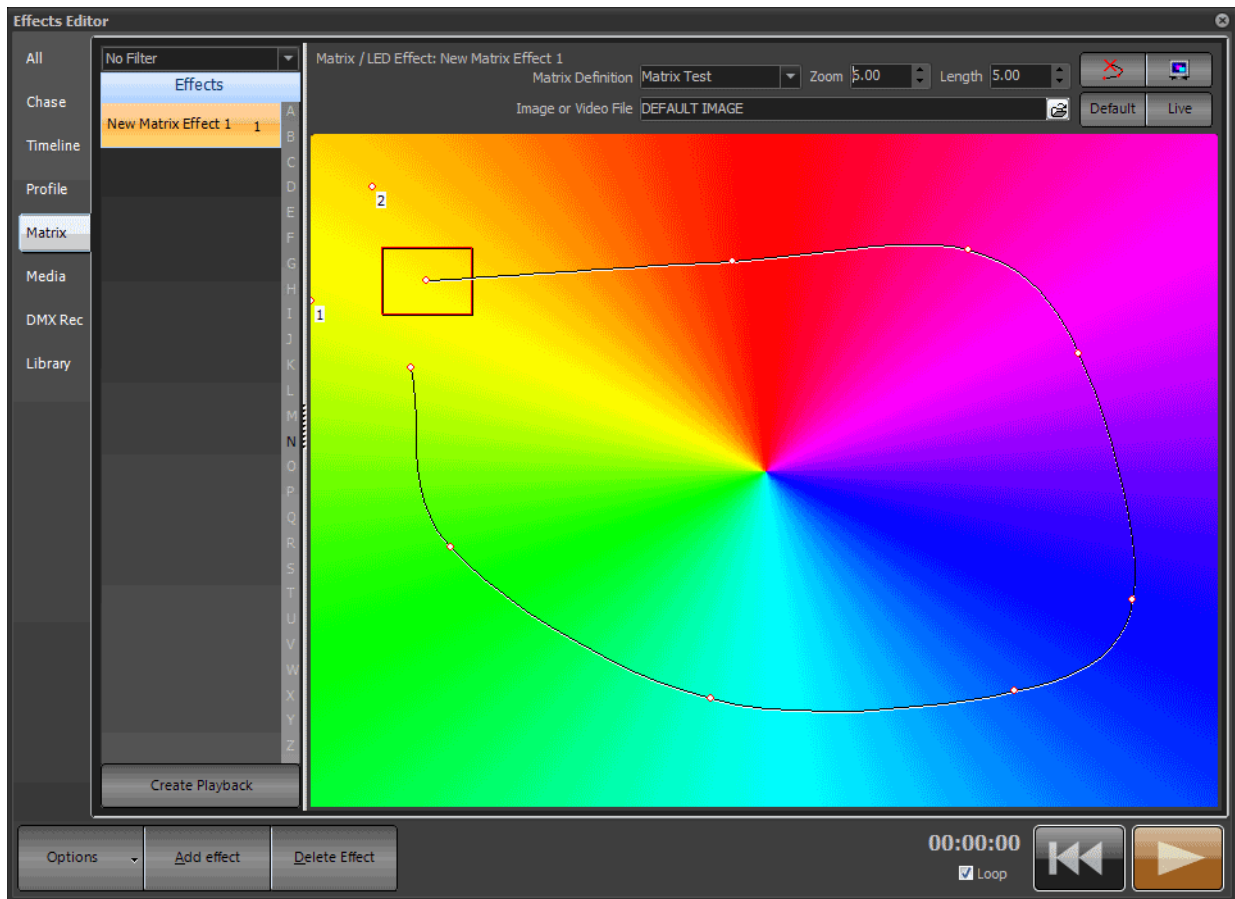 Effects Editor
All
Chase
Timeline
Profile
Matrix
Media
DMX Rec
Library
No Filter
Effects
New Matrix Effect 1 1
A
B
C
D
E
F
G
H
I
J
K
L
M
N
O
P
Q
R
S
T
U
V
W
X
Y
Z
Create Playback
Matrix / LED Effect: New Matrix Effect 1
Matrix Definition Matrix Test Zoom 5.00 Length 5.00
Image or Video File DEFAULT IMAGE Default Live
2
1
Options Add effect Delete Effect
00:00:00
Loop